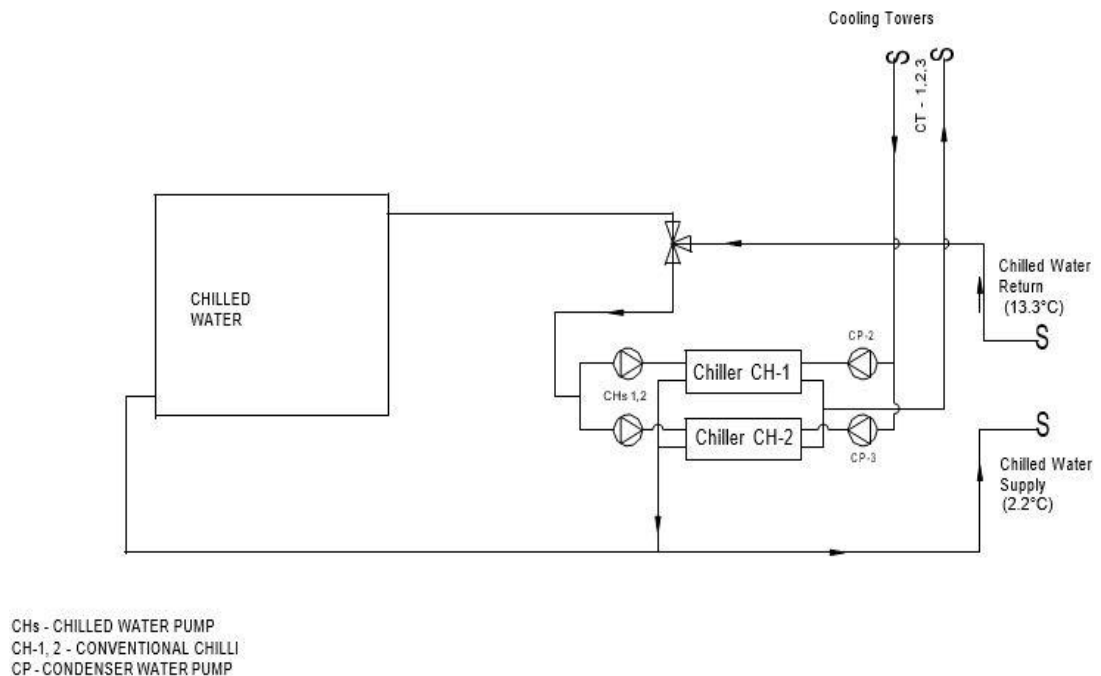 Cooling Towers
CT - 1,2,3
CHILLED
WATER
Chilled Water
Return
(13.3°C)
S
S
S
CP-2
Chiller CH-1
CHs 1,2
Chiller CH-2
CP-3
S
Chilled Water
Supply
(2.2°C)
CHs - CHILLED WATER PUMP
CH-1, 2 - CONVENTIONAL CHILLI
CP - CONDENSER WATER PUMP